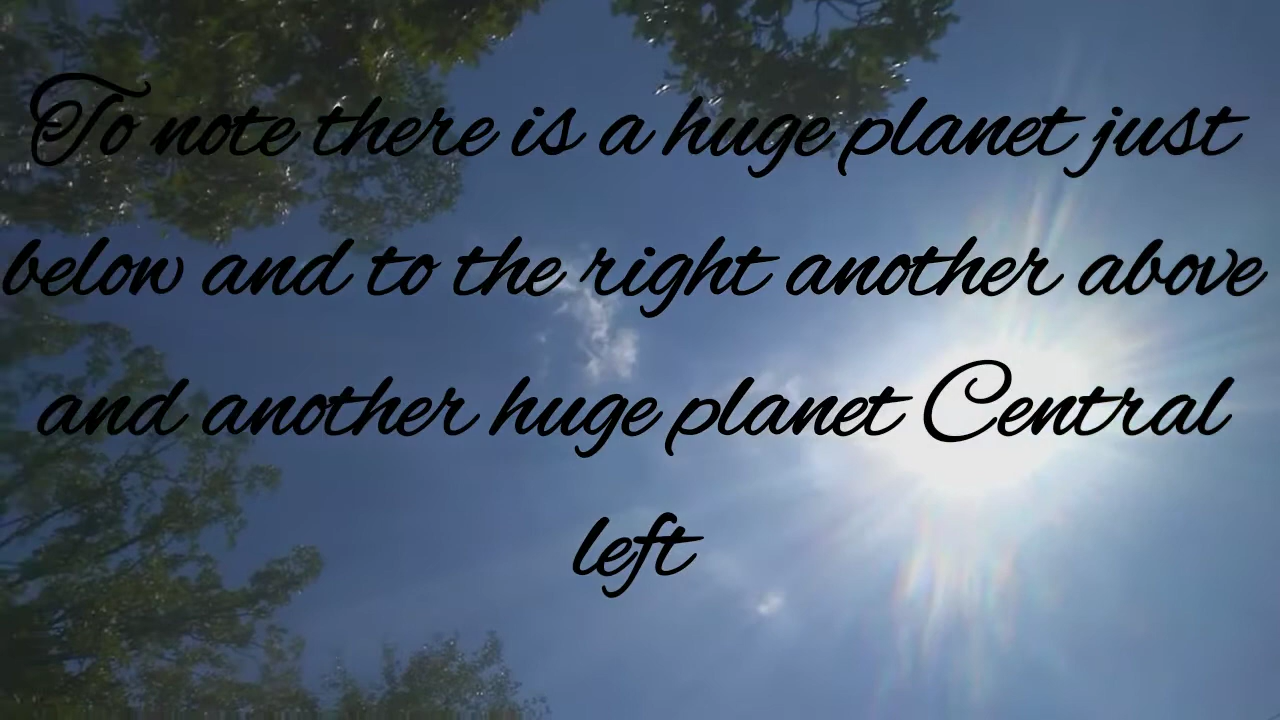 To note there is a huge planet just
below and to the right another above
and another huge planet Central
left